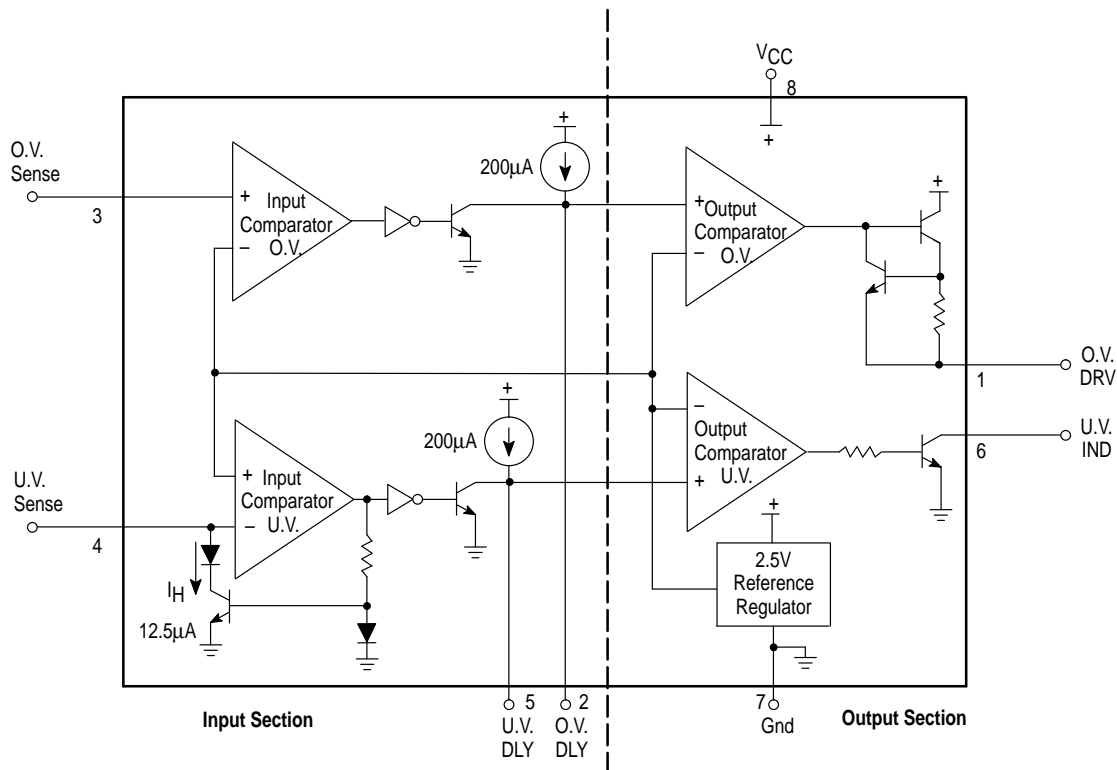 VCC
8
+
+
O.V.
Sense
3
+
Input
Comparator
O.V.
−
200µA
+
Output
Comparator
O.V.
−
+
1
O.V.
DRV
+
200µA
+
Input
Comparator
U.V.
−
−
Output
Comparator
U.V.
+
6
U.V.
IND
U.V.
Sense
4
IH
12.5µA
+
2.5V
Reference
Regulator
Input Section
5
U.V.
DLY
2
O.V.
DLY
7
Gnd
Output Section